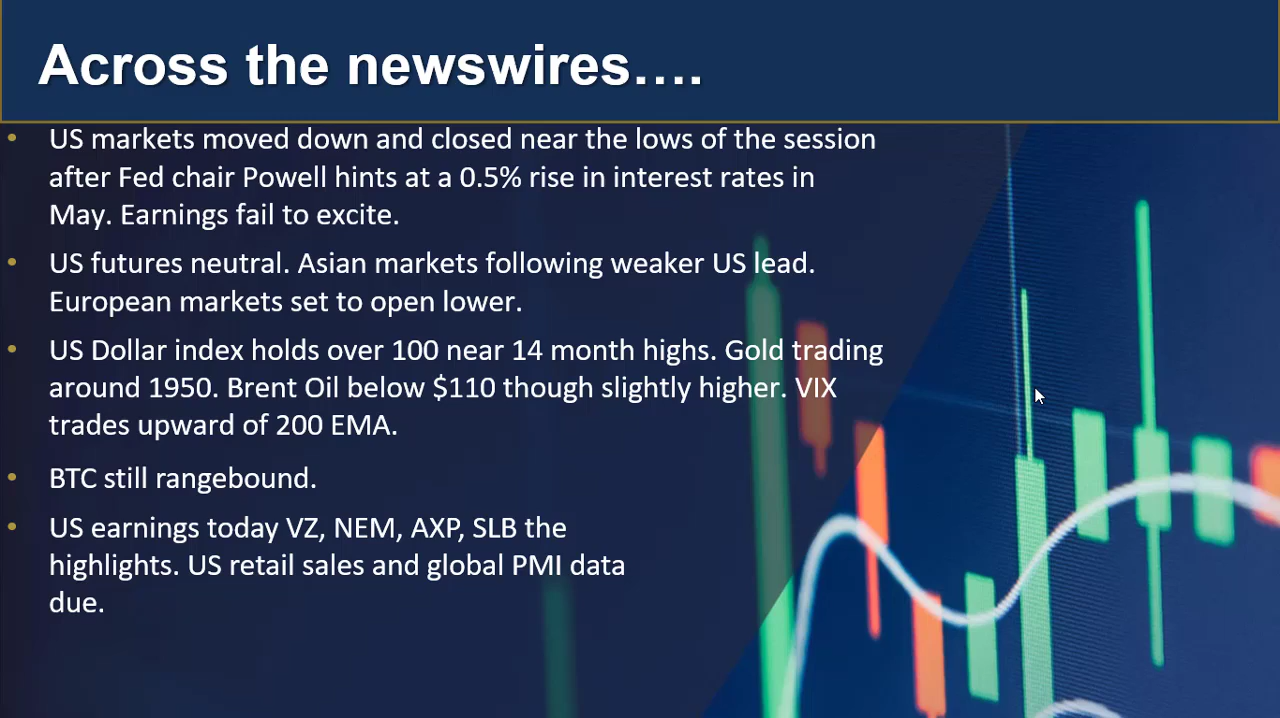 Across the newswires....
• US markets moved down and closed near the lows of the session
after Fed chair Powell hints at a 0.5% rise in interest rates in
May. Earnings fail to excite.
• US futures neutral. Asian markets following weaker US lead.
European markets set to open lower.
• US Dollar index holds over 100 near 14 month highs. Gold trading
around 1950. Brent Oil below $110 though slightly higher. VIX
trades upward of 200 EMA.
• BTC still rangebound.
• US earnings today VZ, NEM, AXP, SLB the
highlights. US retail sales and global PMI data
due.